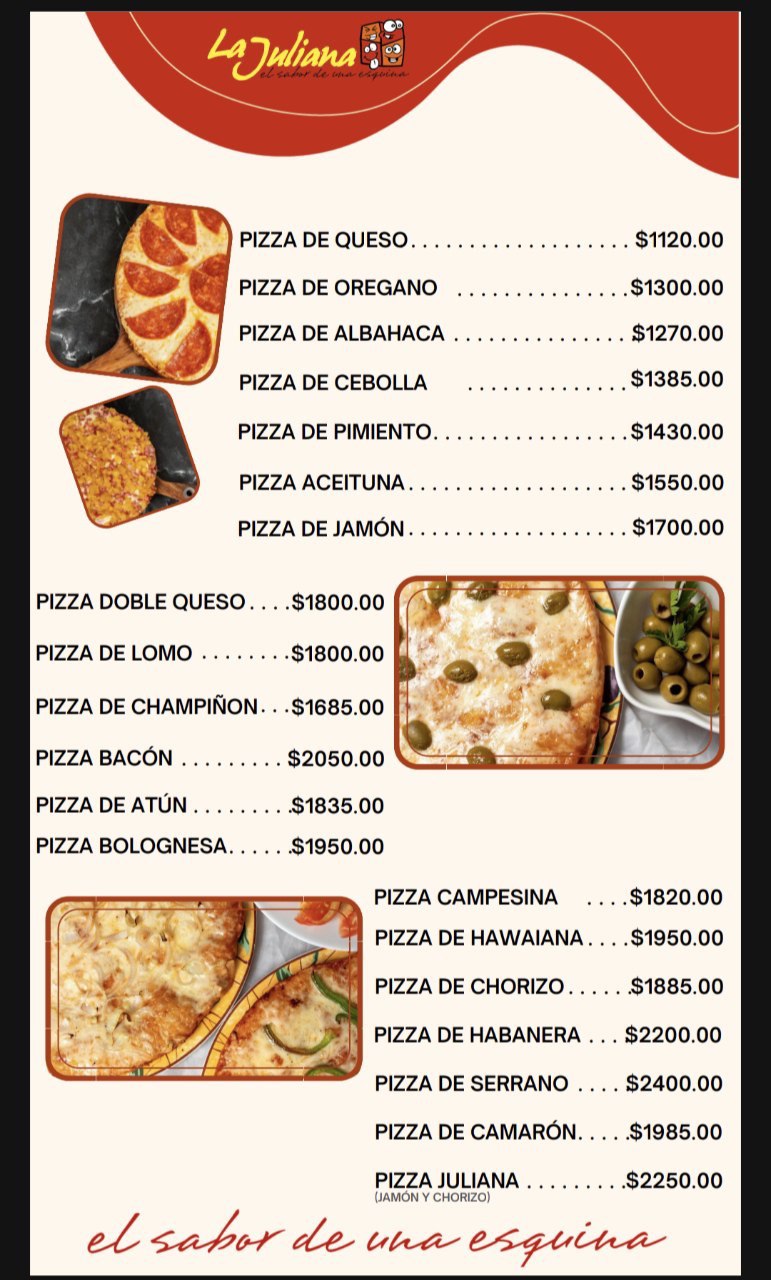 La Juliana
el sabor de una esquina
PIZZA DE QUESO. . . . . . . . . . . . . . . . . . . $1120.00
PIZZA DE OREGANO . . . . . . . . . . . . . . .$1300.00
PIZZA DE ALBAHACA . . . . . . . . . . . . . . . $1270.00
PIZZA DE CEBOLLA . . . . . . . . . . . . . . $1385.00
PIZZA DE PIMIENTO. . . . . . . . . . . . . . . . .$1430.00
PIZZA ACEITUNA . . . . . . . . . . . . . . . . . . .$1550.00
PIZZA DE JAMÓN . . . . . . . . . . . . . . . . . . . $1700.00
PIZZA DOBLE QUESO . . . .$1800.00
PIZZA DE LOMO . . . . . . . .$1800.00
PIZZA DE CHAMPIÑON. . .$1685.00
PIZZA BACÓN . . . . . . . . . $2050.00
PIZZA DE ATÚN . . . . . . . . .$1835.00
PIZZA BOLOGNESA. . . . . .$1950.00
PIZZA CAMPESINA . . . .$1820.00
PIZZA DE HAWAIANA . . . .$1950.00
PIZZA DE CHORIZO . . . . . .$1885.00
PIZZA DE HABANERA . . . $2200.00
PIZZA DE SERRANO . . . . $2400.00
PIZZA DE CAMARÓN. . . . .$1985.00
PIZZA JULIANA . . . . . . . . .$2250.00
(JAMÓN Y CHORIZO)
el sabor de una esquina